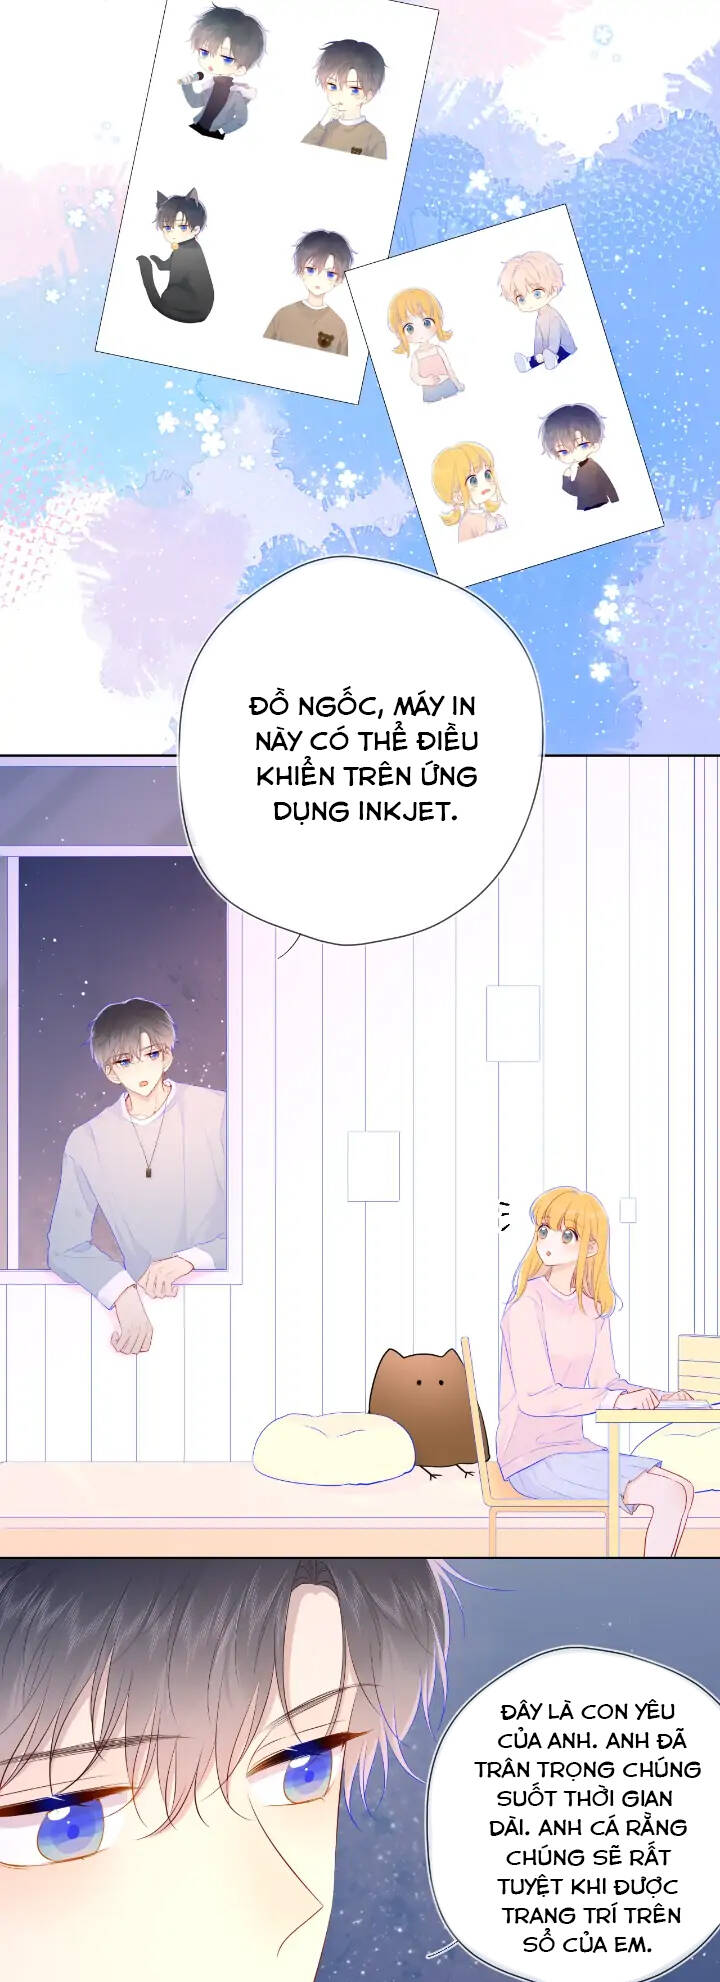 ĐỒ NGỐC, MÁY IN
NÀY CÓ THỂ ĐIỀU
KHIỂN TRÊN ỨNG
DỤNG INKJET.
ĐÂY LÀ CON YÊU
CỦA ANH. ANH ĐÃ
TRÂN TRỌNG CHÚNG
SUỐT THỜI GIAN
DÀI. ANH CÁ RẰNG
CHÚNG SẼ RẤT
TUYỆT KHI ĐƯỢC
TRANG TRÍ TRÊN
SỔ CỦA EM.